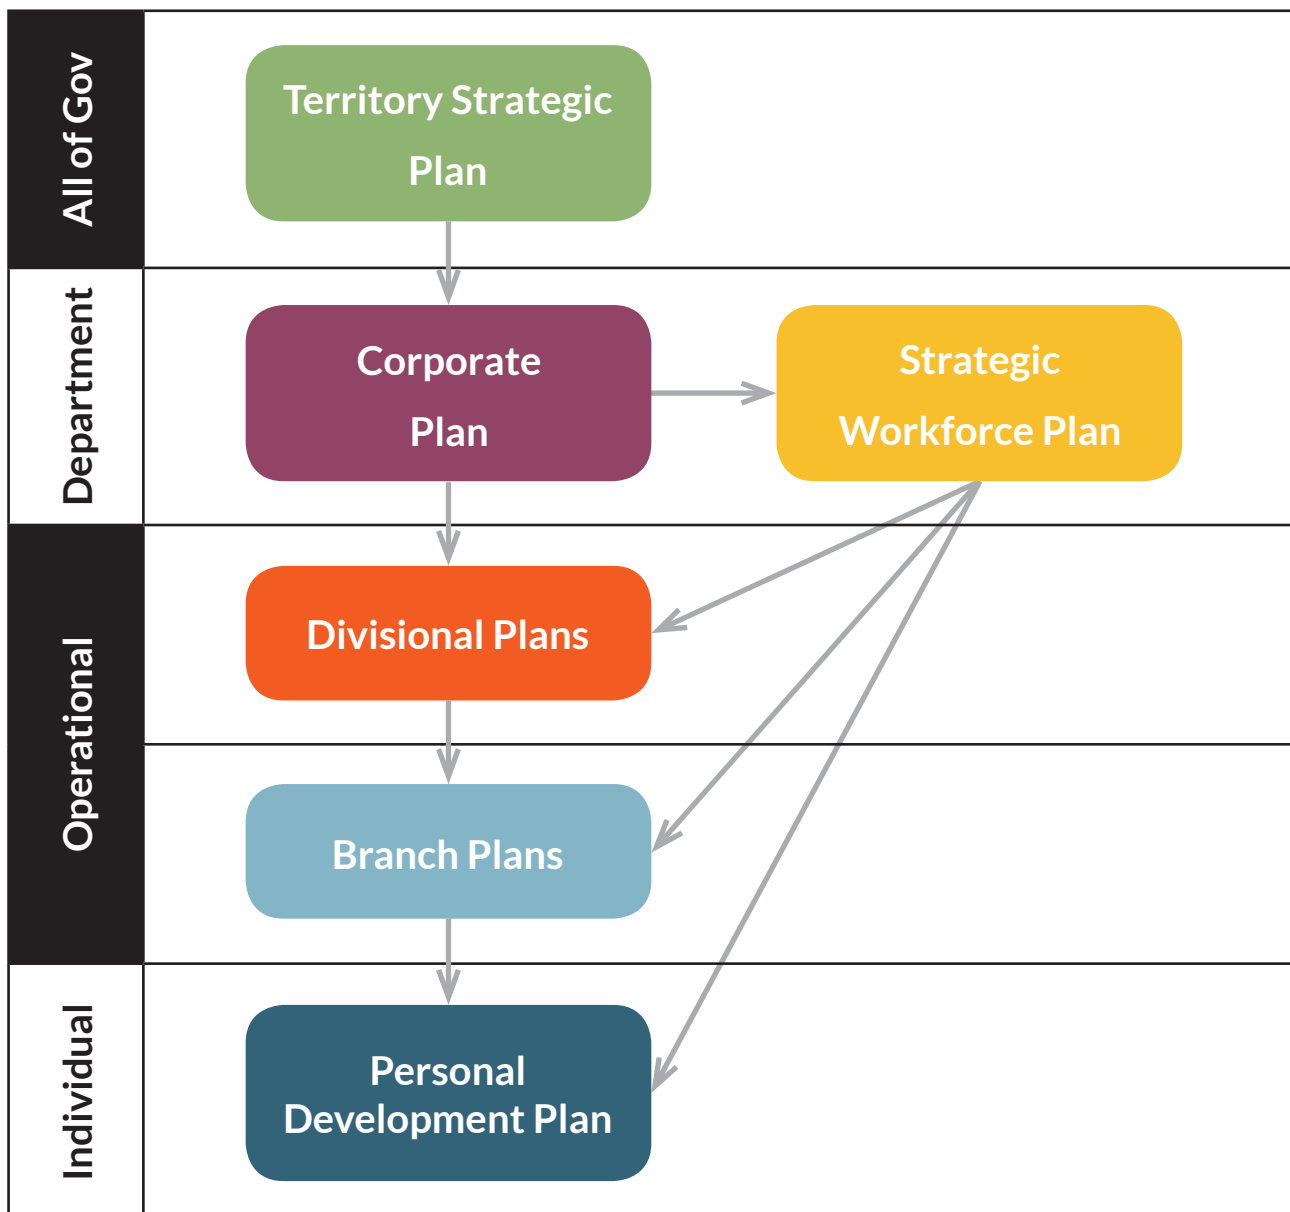 All of Gov
Territory Strategic
Plan
Department
Corporate
Plan
Strategic
Workforce Plan
Operational
Divisional Plans
Branch Plans
Individual
Personal
Development Plan